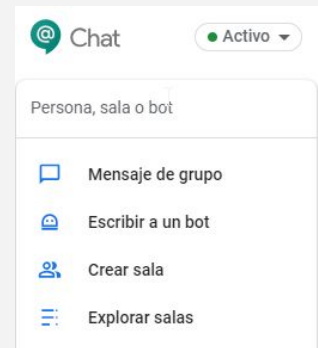 Chat
Activo
Persona, sala o bot
Mensaje de grupo
Escribir a un bot
Crear sala
Explorar salas